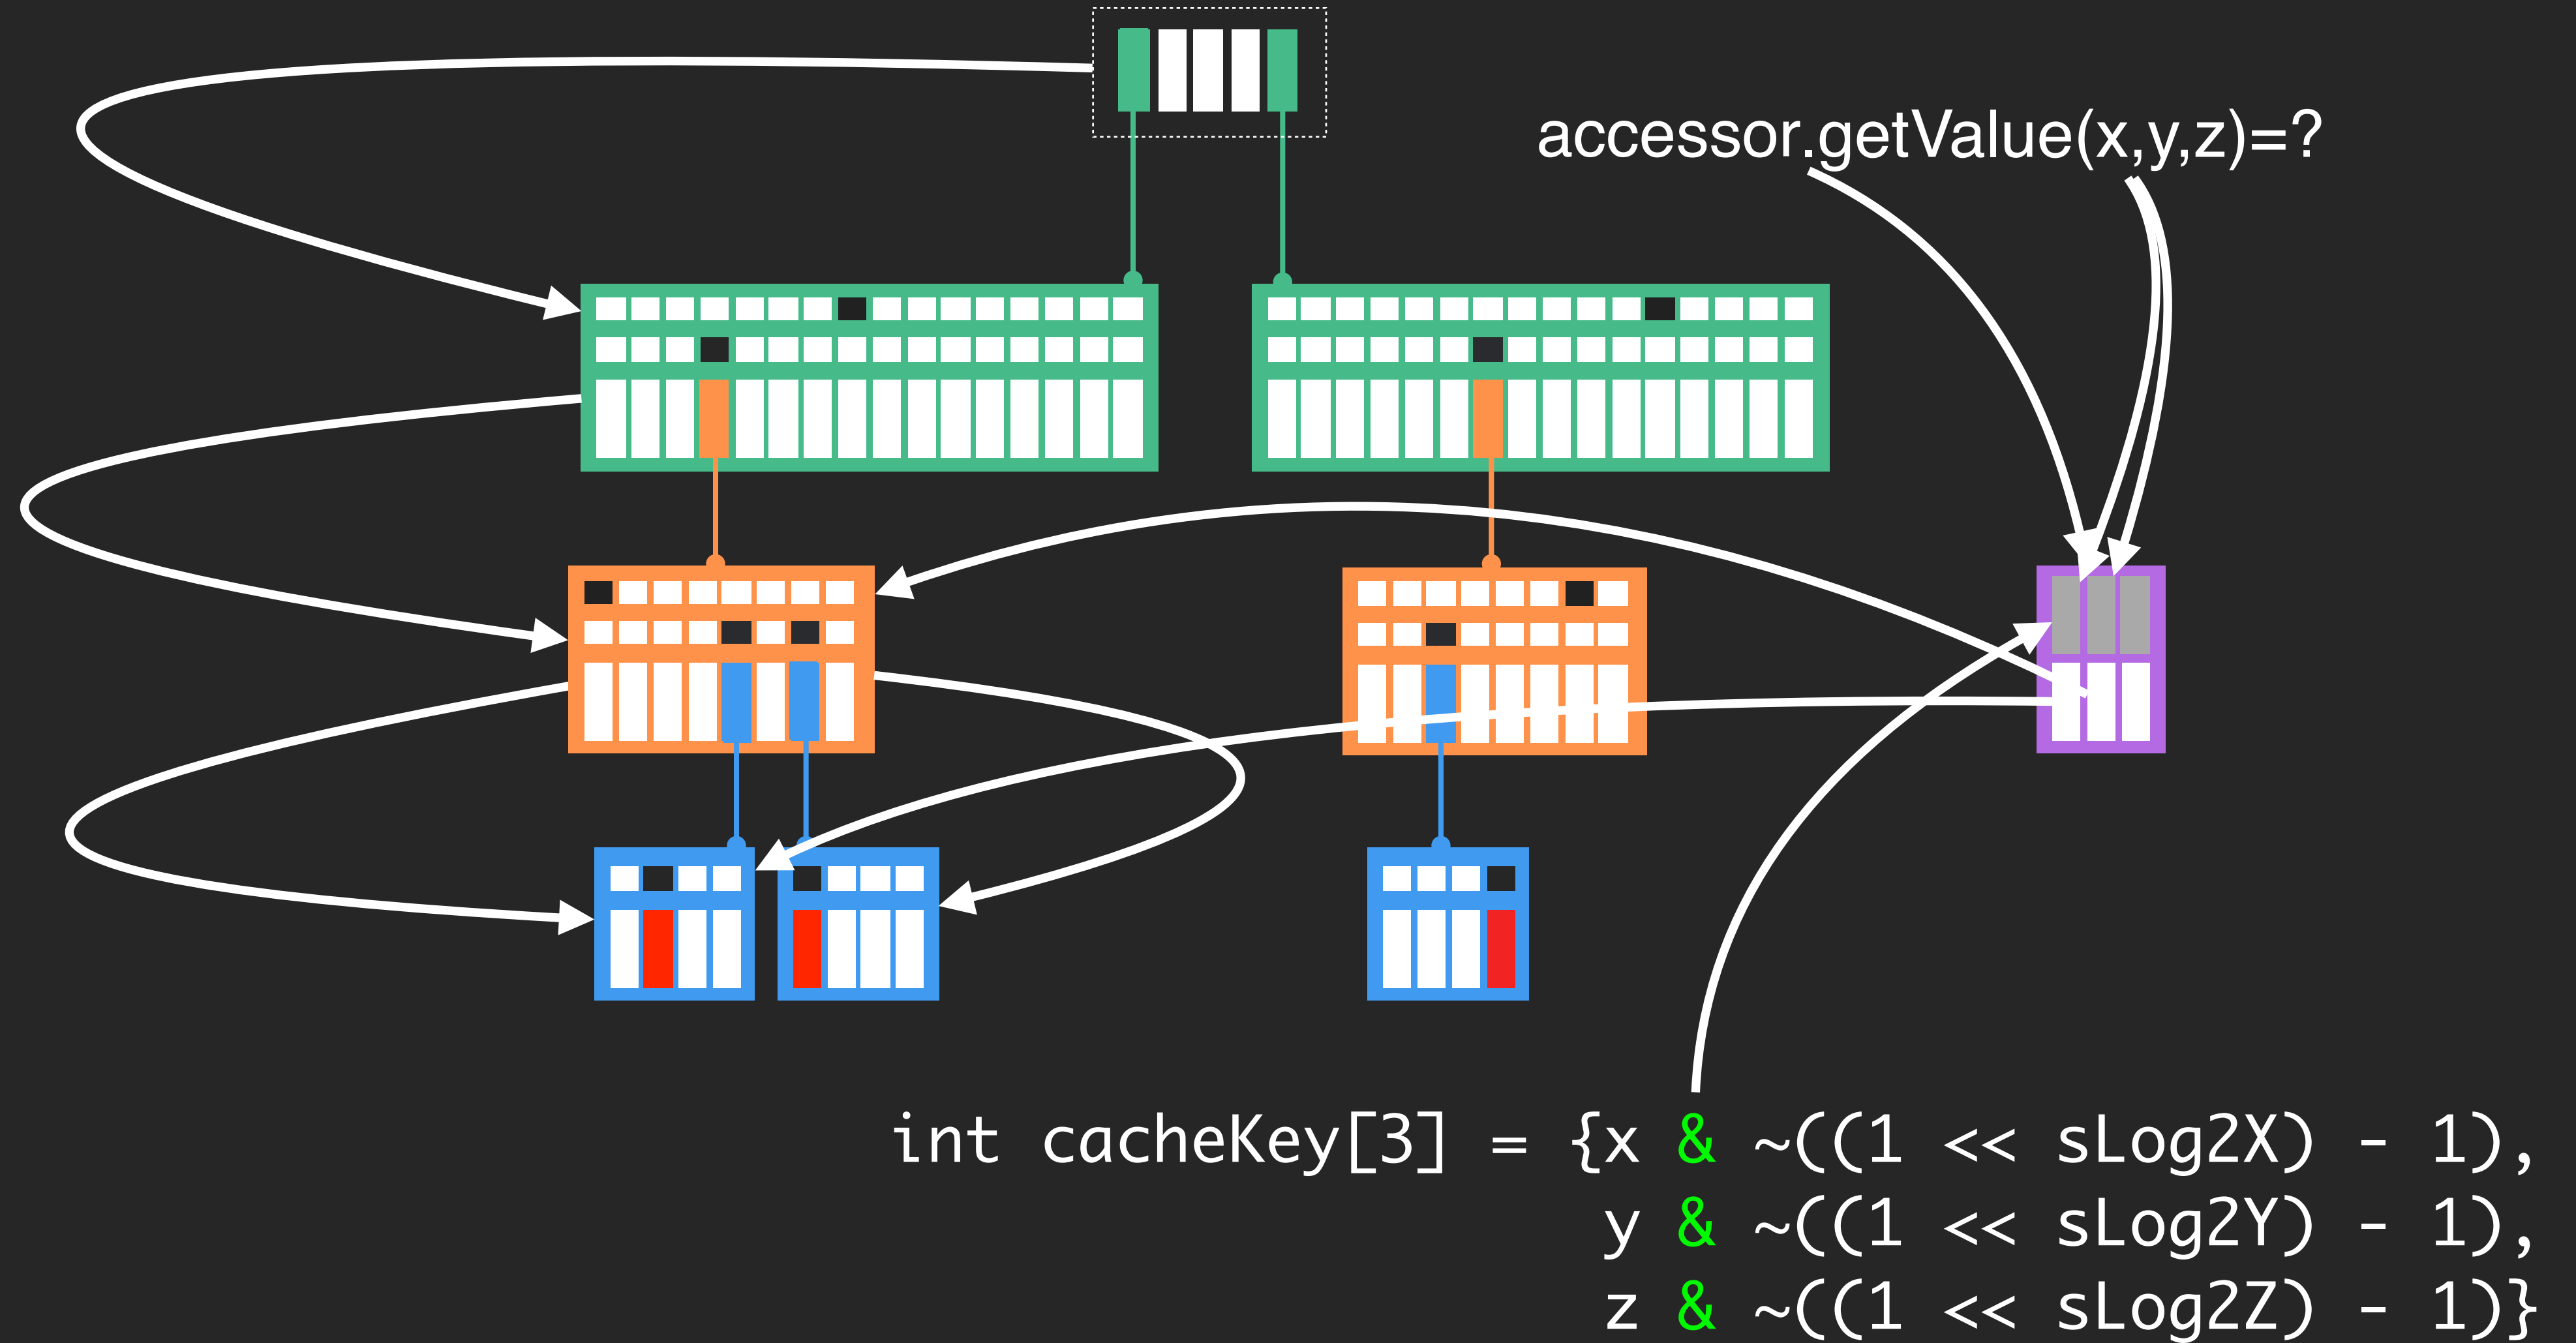 accessor.getValue(x,y,z)=?
int cacheKey[3] = {x & ~((1 << sLog2X) - 1),
y & ~((1 << sLog2Y) - 1),
z & ~((1 << sLog2Z) - 1)}